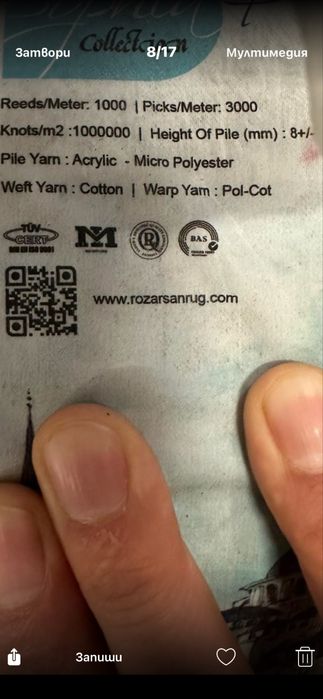 Затвори 8/17 Мултимедия
Collection
Reeds/Meter: 1000 | Picks/Meter: 3000
Knots/m2 :1000000 | Height Of Pile (mm) : 8+/-
Pile Yarn : Acrylic - Micro Polyester
Weft Yarn : Cotton | Warp Yarn : Pol-Cot
TÜV
CERT
BAS
www.rozarsanrug.com
Запиши